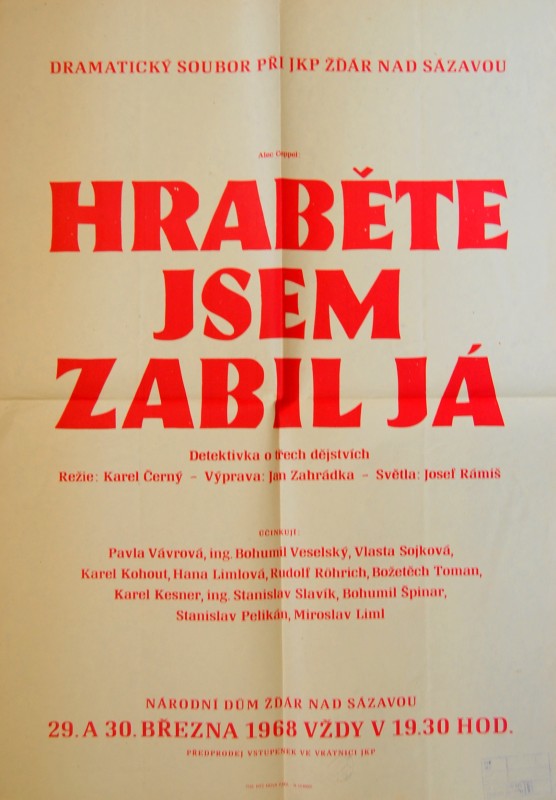 DRAMATICKÝ SOUBOR PŘI JKP ŽĎÁR NAD SÁZAVOU
Alec Coppel:
HRABĚTE
JSEM
ZABIL JÁ
Detektivka o třech dějstvích
Režie: Karel Černý – Výprava: Jan Zahrádka – Světla: Josef Rámiš
ÚČINKUJÍ:
Pavla Vávrová, ing. Bohumil Veselský, Vlasta Sojková,
Karel Kohout, Hana Limlová, Rudolf Röhrich, Božetěch Toman,
Karel Kesner, ing. Stanislav Slavík, Bohumil Špinar,
Stanislav Pelikán, Miroslav Liml
NÁRODNÍ DŮM ŽĎÁR NAD SÁZAVOU
29. A 30. BŘEZNA 1968 VŽDY V 19.30 HOD.
PŘEDPRODEJ VSTUPENEK VE VRÁTNICI JKP